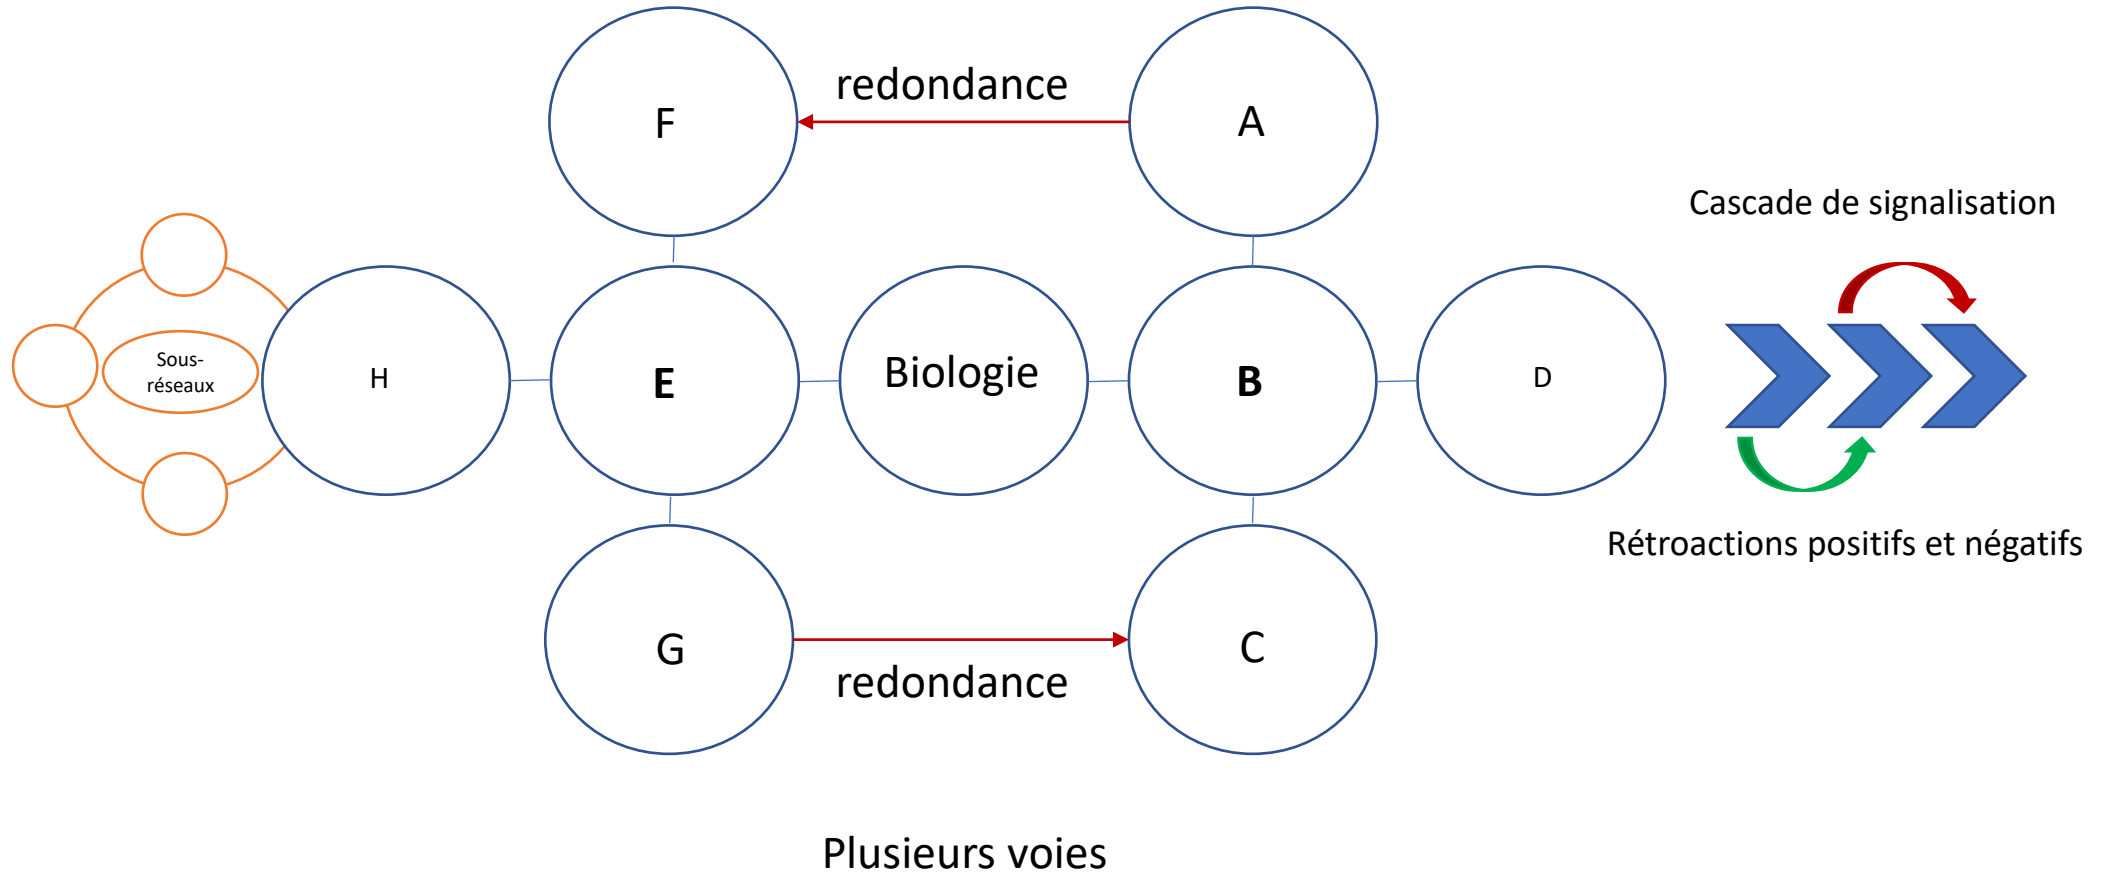 redondance
F
A
Cascade de signalisation
Sous-
réseaux
H
E
Biologie
B
D
Rétroactions positifs et négatifs
G
C
redondance
Plusieurs voies